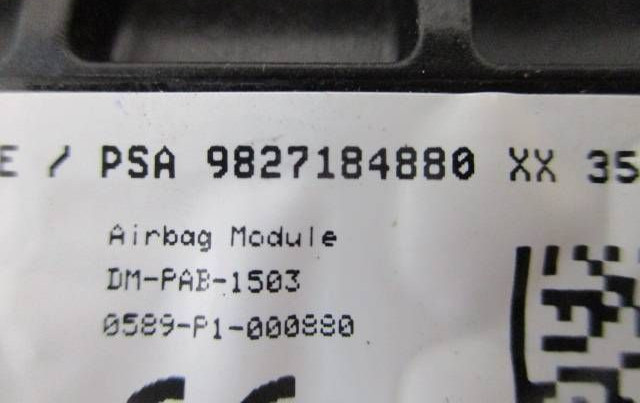 E / PSA 9827184880 XX 35
Airbag Module
DM-PAB-1503
0589-P1-000880